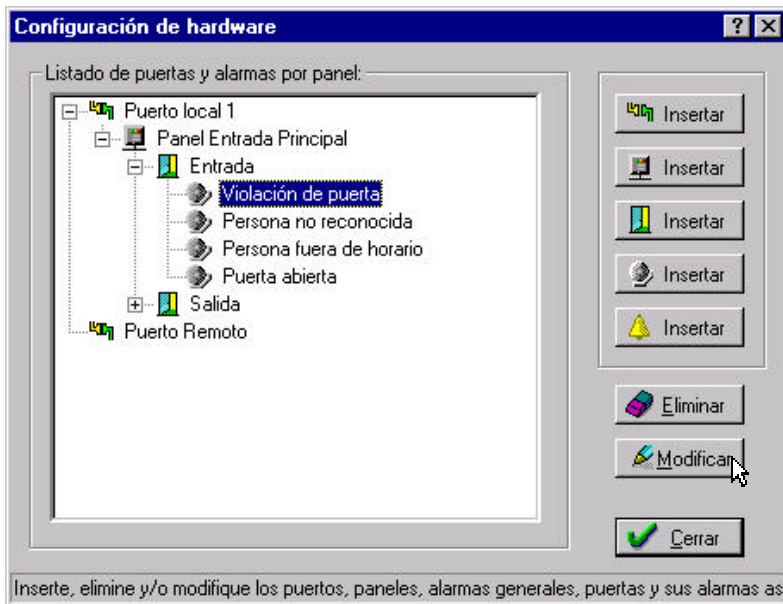 Configuración de hardware
Listado de puertas y alarmas por panel:
Puerto local 1
Panel Entrada Principal
Entrada
Violación de puerta
Persona no reconocida
Persona fuera de horario
Puerta abierta
Salida
Puerto Remoto
Insertar
Insertar
Insertar
Insertar
Insertar
Eliminar
Modificar
Cerrar
Inserte, elimine y/o modifique los puertos, paneles, alarmas generales, puertas y sus alarmas as